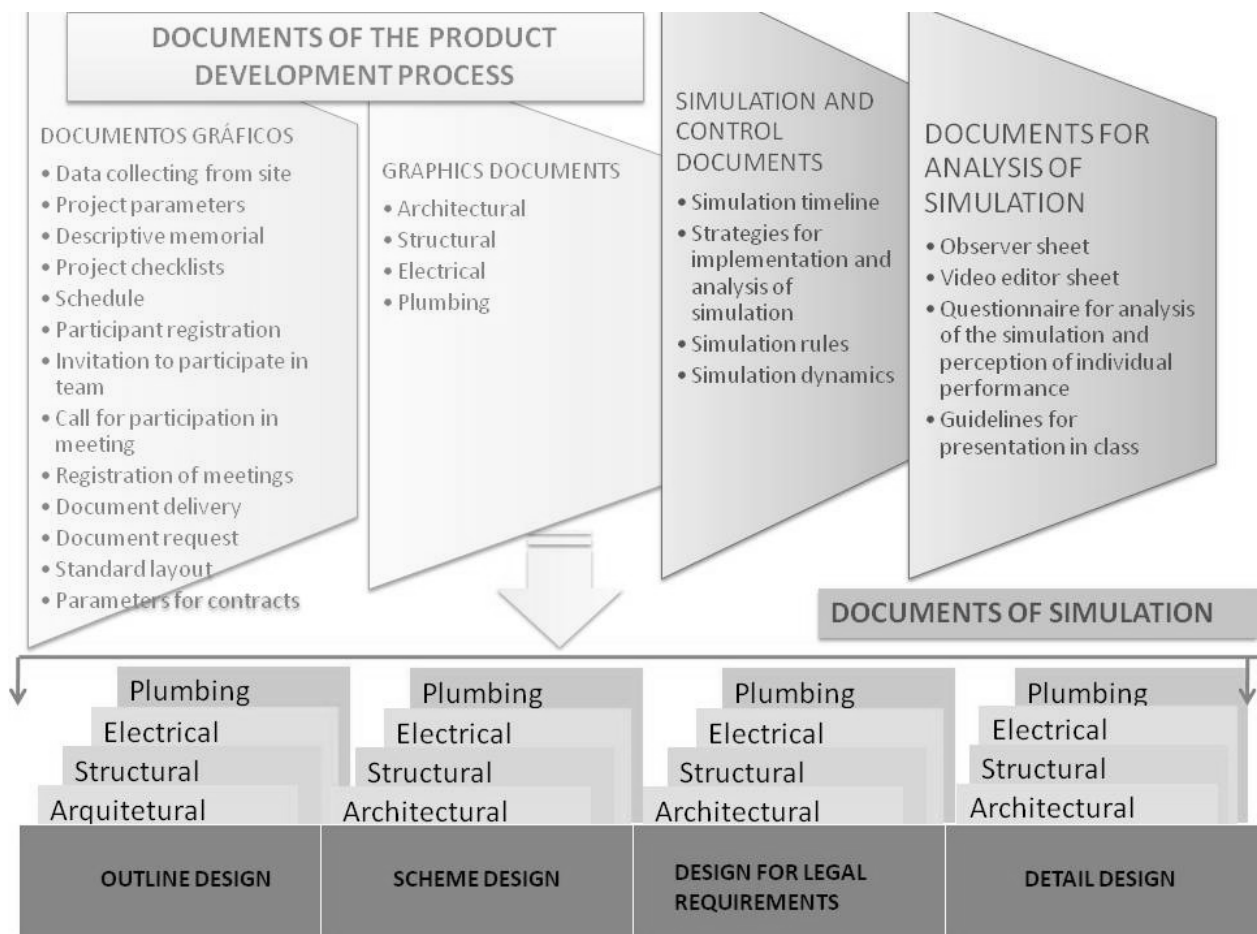 DOCUMENTS OF THE PRODUCT
DEVELOPMENT PROCESS
DOCUMENTOS GRÁFICOS
• Data collecting from site
• Project parameters
• Descriptive memorial
• Project checklists
• Schedule
• Participant registration
• Invitation to participate in
team
• Call for participation in
meeting
• Registration of meetings
• Document delivery
• Document request
• Standard layout
• Parameters for contracts
GRAPHICS DOCUMENTS
• Architectural
• Structural
• Electrical
• Plumbing
SIMULATION AND
CONTROL
DOCUMENTS
• Simulation timeline
• Strategies for
implementation and
analysis of
simulation
• Simulation rules
• Simulation dynamics
DOCUMENTS FOR
ANALYSIS OF
SIMULATION
• Observer sheet
• Video editor sheet
• Questionnaire for analysis
of the simulation and
perception of individual
performance
• Guidelines for
presentation in class
DOCUMENTS OF SIMULATION
Plumbing
Electrical
Structural
Arquitetural
OUTLINE DESIGN
Plumbing
Electrical
Structural
Architectural
SCHEME DESIGN
Plumbing
Electrical
Structural
Architectural
DESIGN FOR LEGAL
REQUIREMENTS
Plumbing
Electrical
Structural
Architectural
DETAIL DESIGN